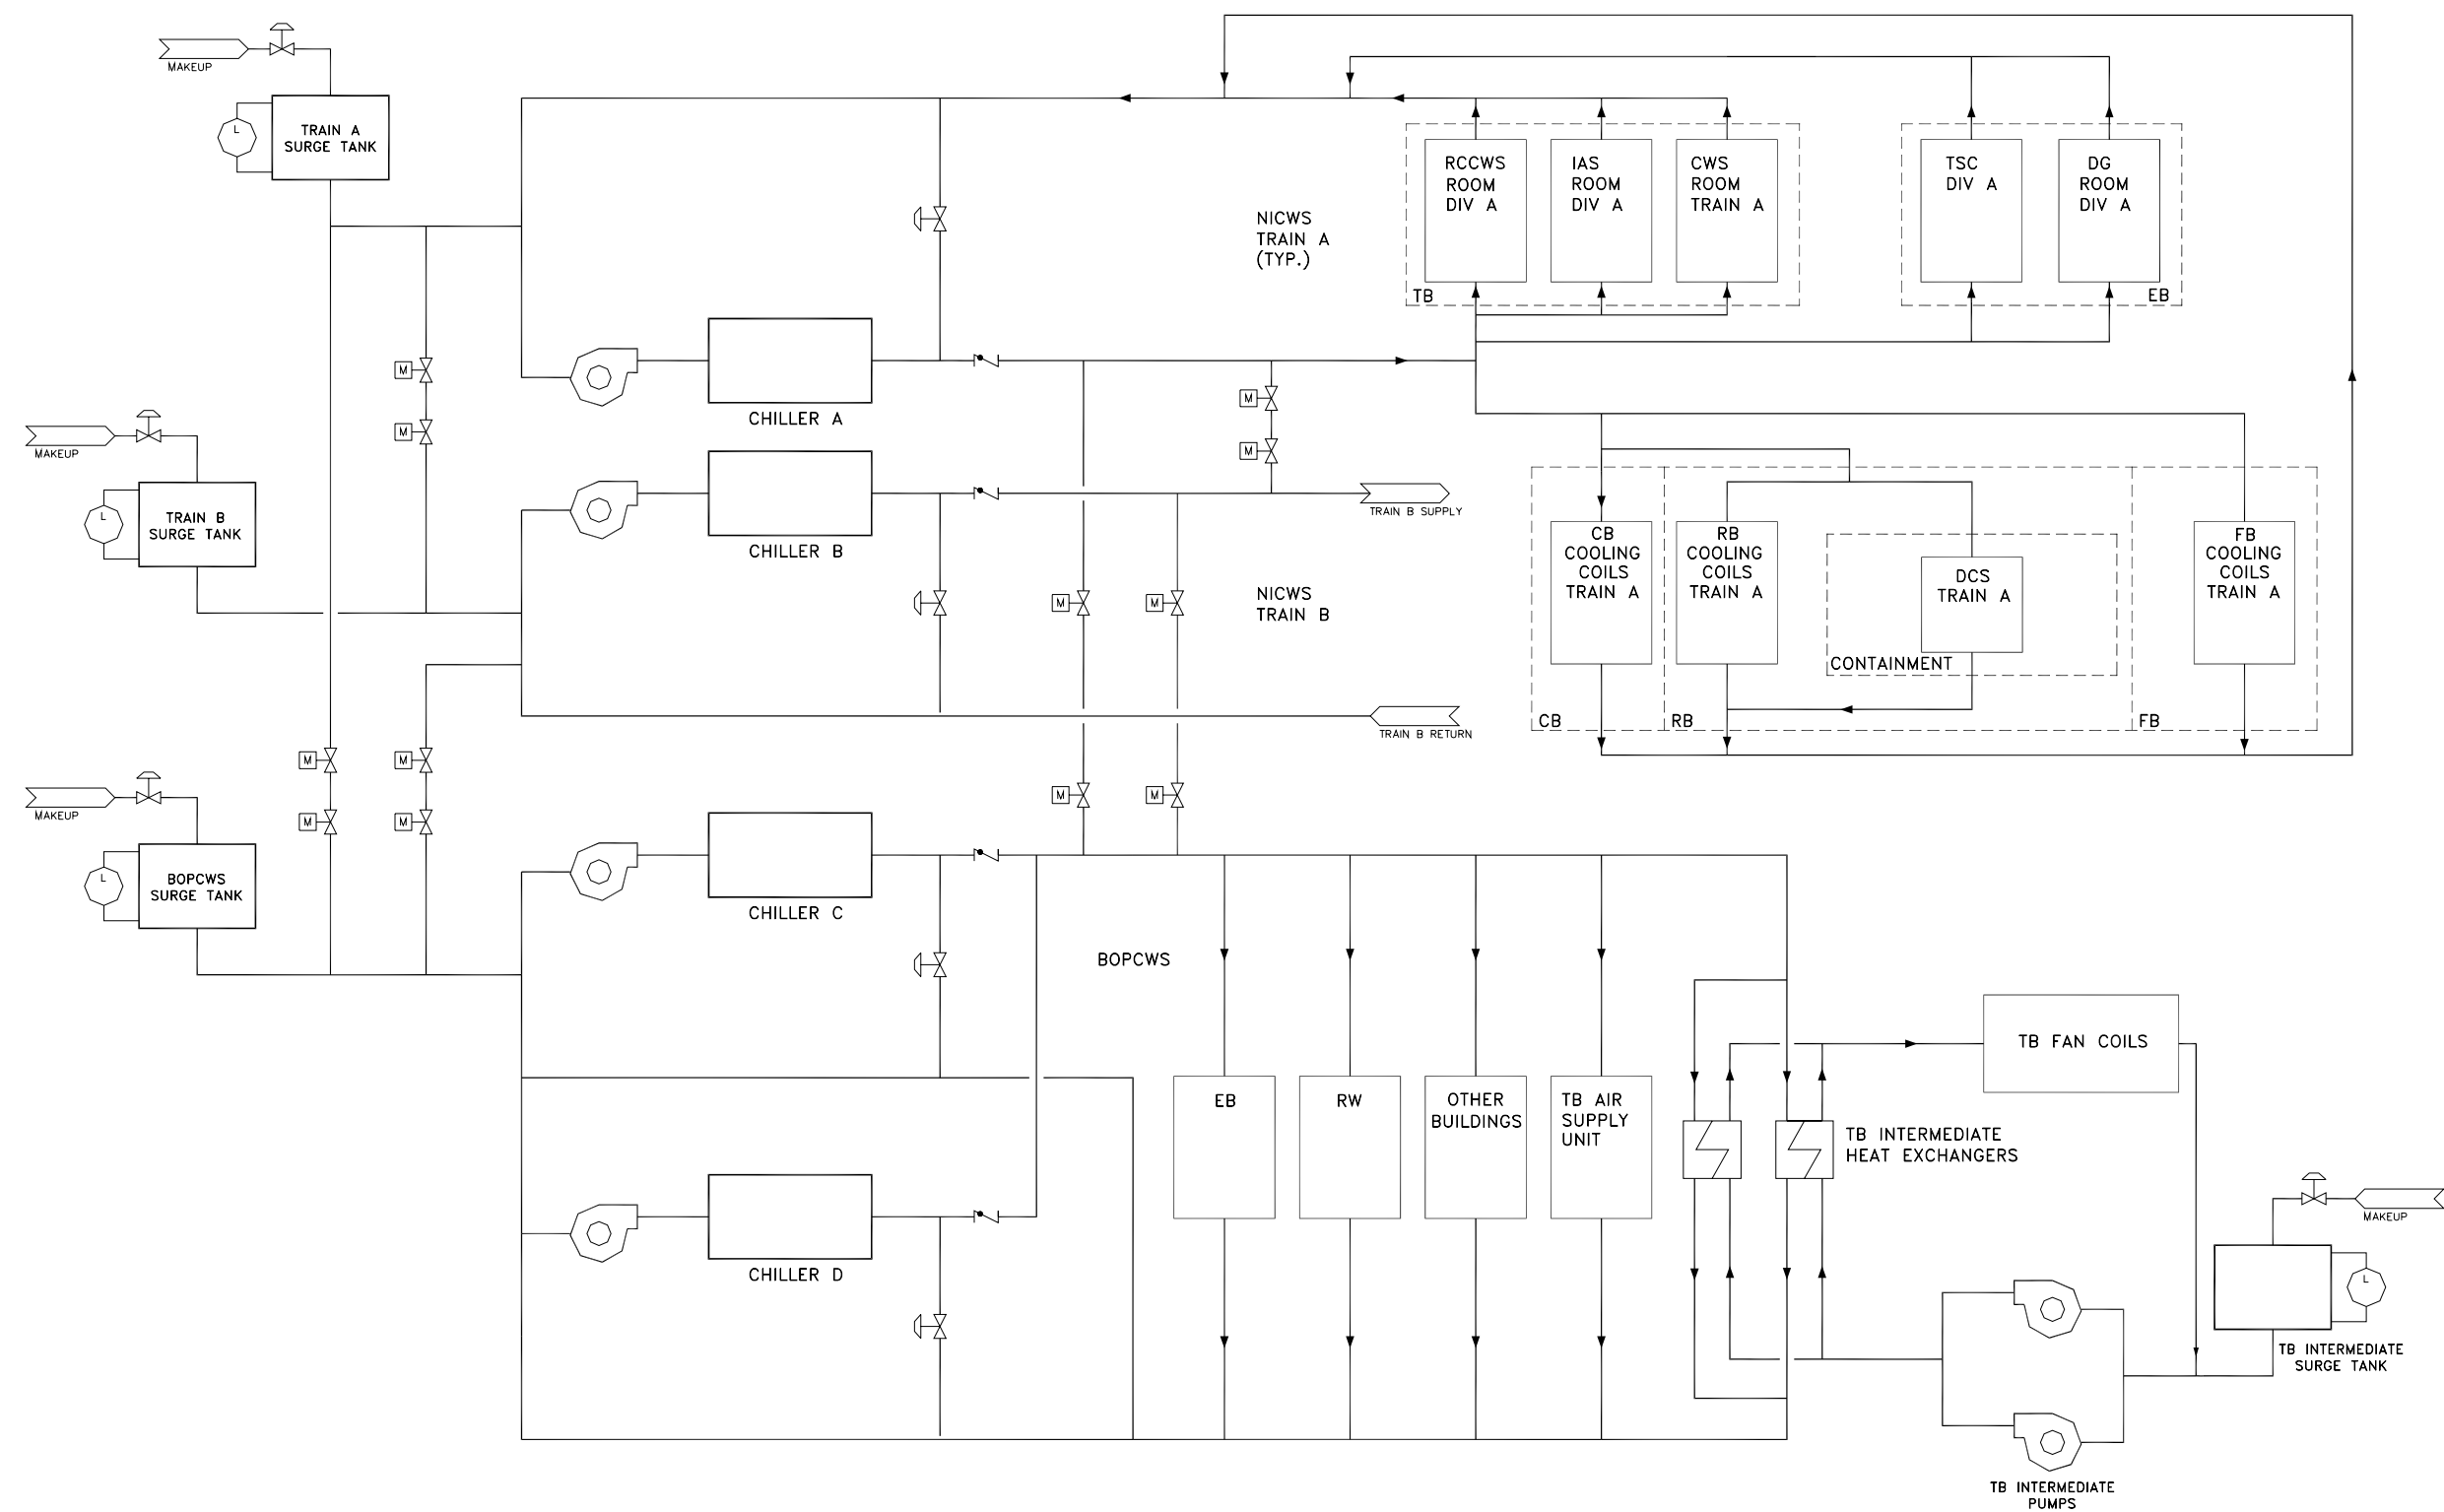 MAKEUP
L
TRAIN A
SURGE TANK
RCCWS
ROOM
DIV A
IAS
ROOM
DIV A
CWS
ROOM
TRAIN A
TSC
DIV A
DG
ROOM
DIV A
TB
EB
NICWS
TRAIN A
(TYP.)
M
M
CHILLER A
M
M
MAKEUP
L
TRAIN B
SURGE TANK
CHILLER B
TRAIN B SUPPLY
NICWS
TRAIN B
M
M
CB
COOLING
COILS
TRAIN A
RB
COOLING
COILS
TRAIN A
DCS
TRAIN A
CONTAINMENT
FB
COOLING
COILS
TRAIN A
CB
RB
FB
TRAIN B RETURN
M
M
M
M
M
M
MAKEUP
L
BOPCWS
SURGE TANK
CHILLER C
BOPCWS
EB
RW
OTHER
BUILDINGS
TB AIR
SUPPLY
UNIT
TB FAN COILS
TB INTERMEDIATE
HEAT EXCHANGERS
CHILLER D
MAKEUP
L
TB INTERMEDIATE
SURGE TANK
TB INTERMEDIATE
PUMPS